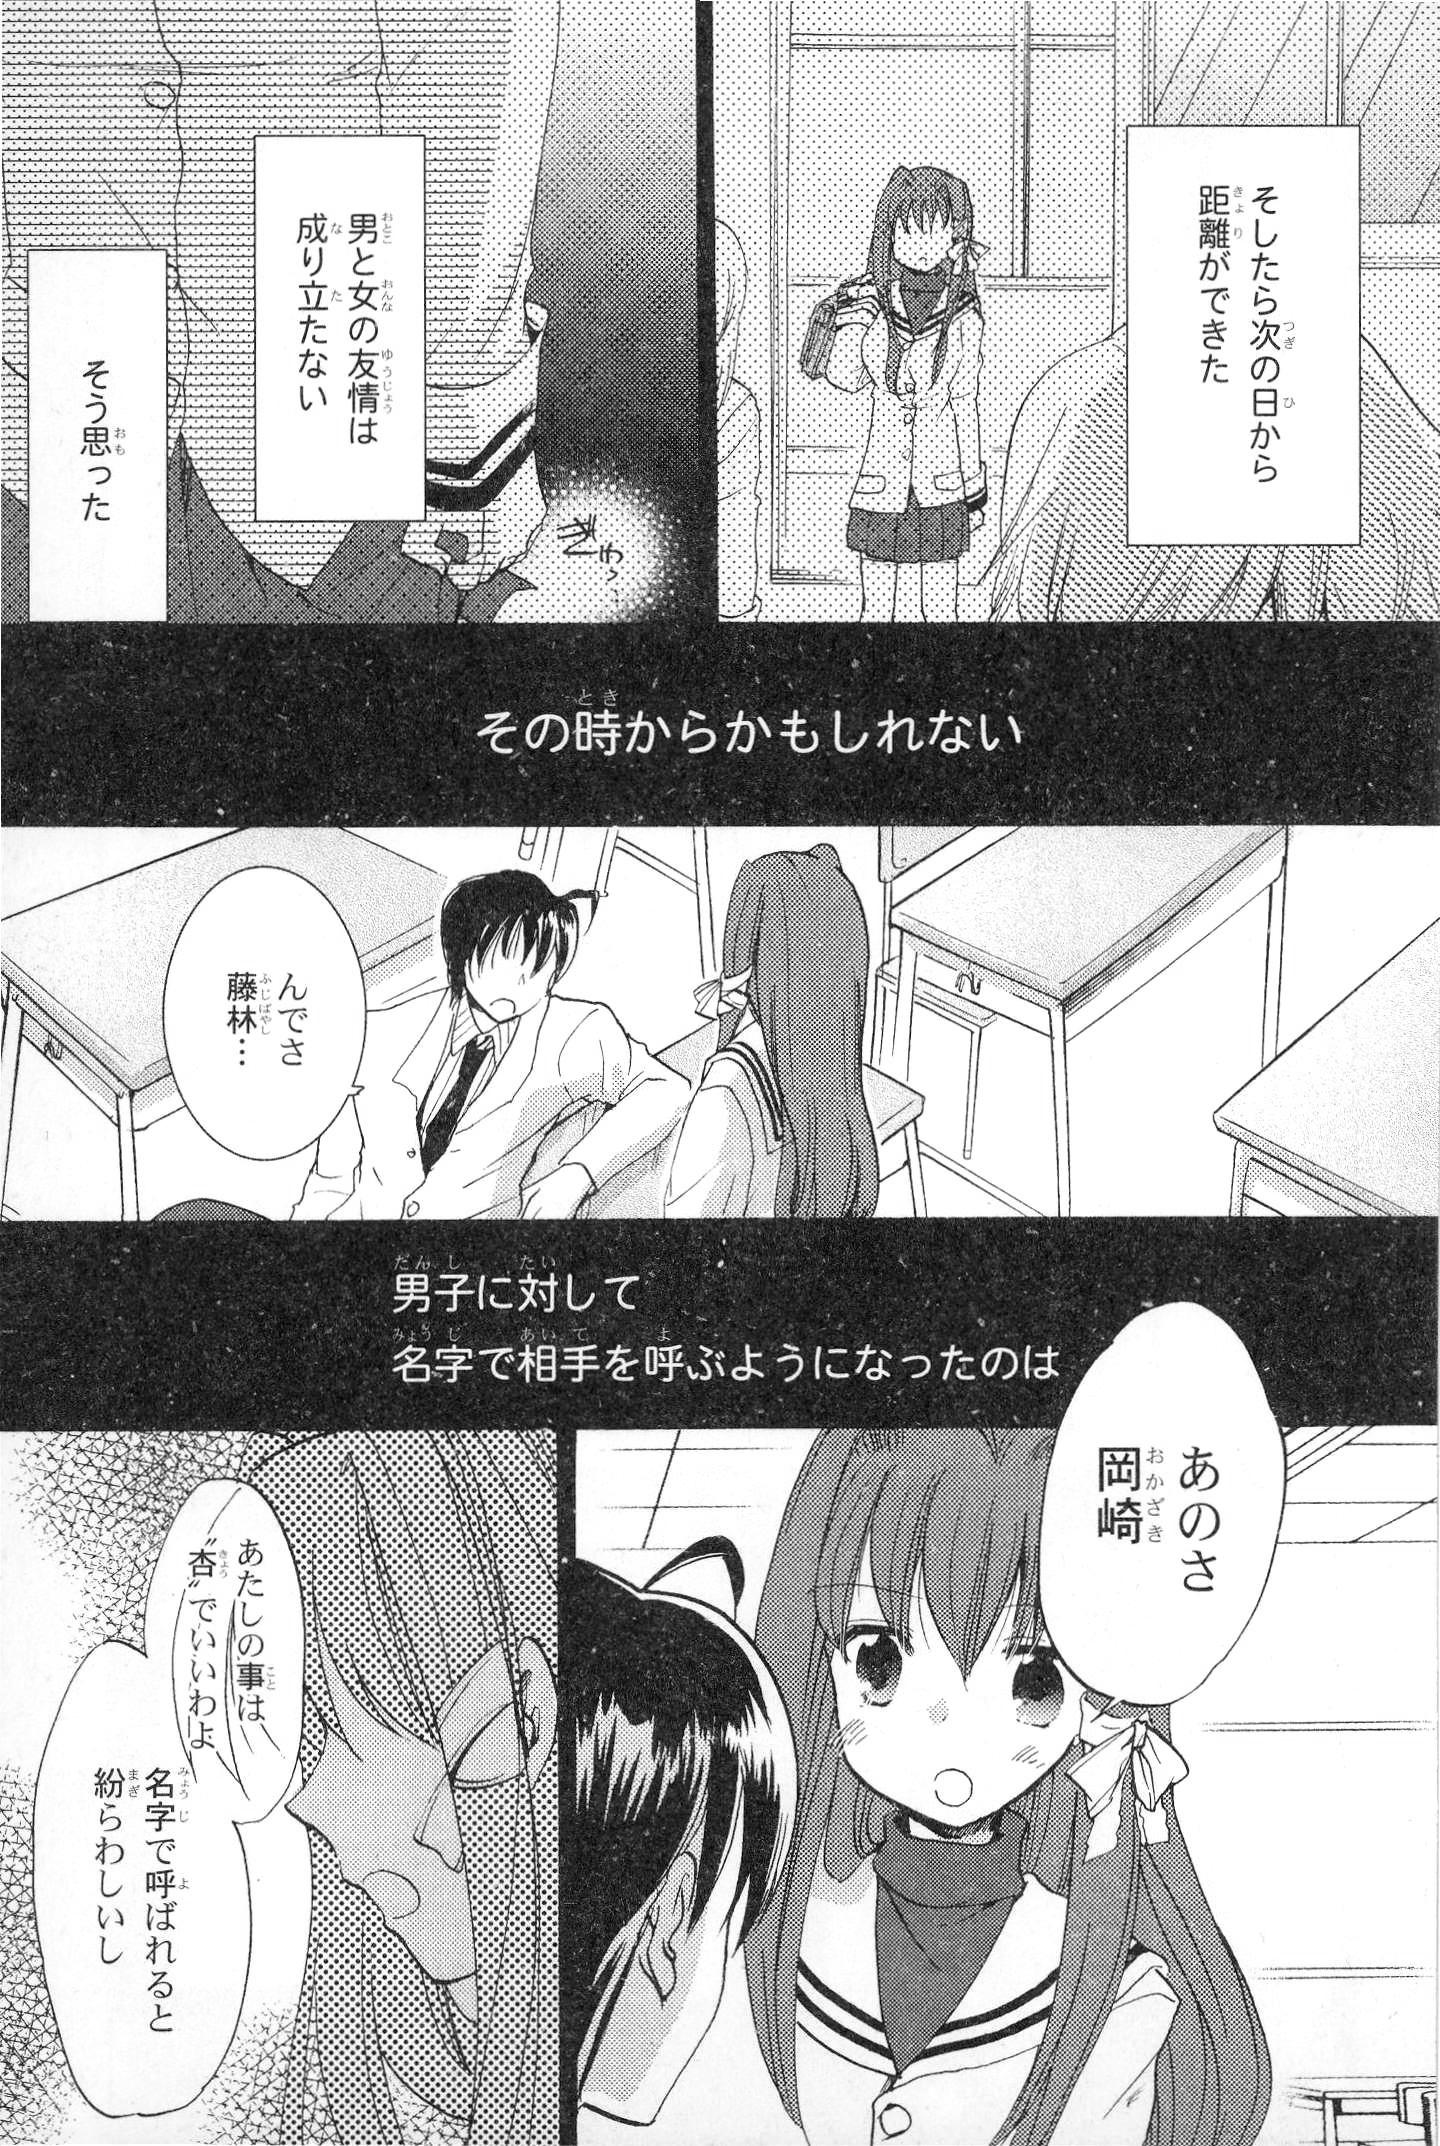 そしたら次の日から
距離ができた
男と女の友情は
成り立たない
そう思った
ぎゅっ…
その時からかもしれない
んでさ
藤林…
男子に対して
名字で相手を呼ぶようになったのは
あのさ
岡崎
あたしの事は
〝杏〟でいいわよ
名字で呼ばれると
紛らわしいし